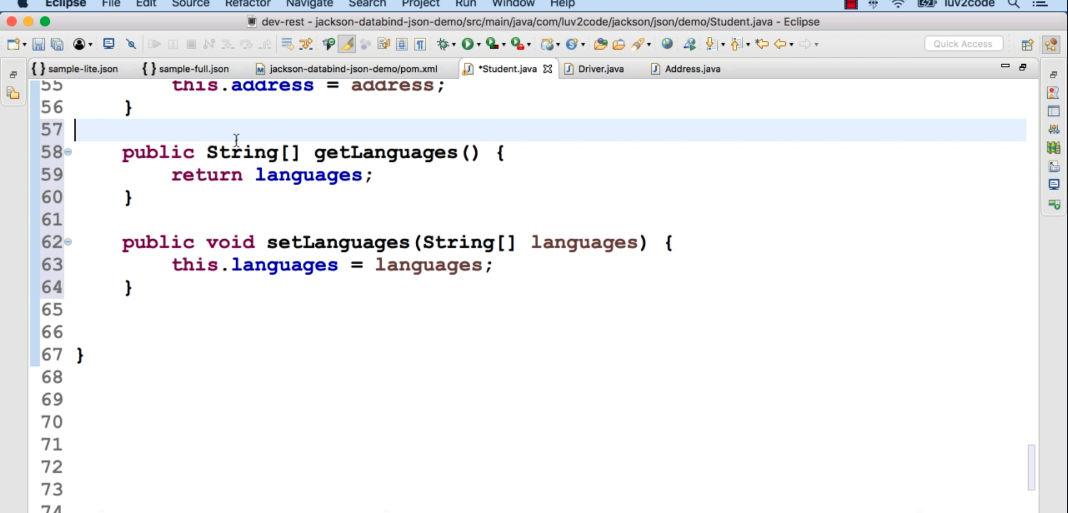 Eclipse File Edit Source Refactor Navigate Search Project Run Window Help luv2code
dev-rest - jackson-databind-json-demo/src/main/java/com/luv2code/jackson/json/demo/Student.java - Eclipse
Quick Access
{ } sample-lite.json { } sample-full.json jackson-databind-json-demo/pom.xml *Student.java Driver.java Address.java
55 this.address = address;
56 }
57
58 public String[] getLanguages() {
59 return languages;
60 }
61
62 public void setLanguages(String[] languages) {
63 this.languages = languages;
64 }
65
66
67 }
68
69
70
71
72
73
74